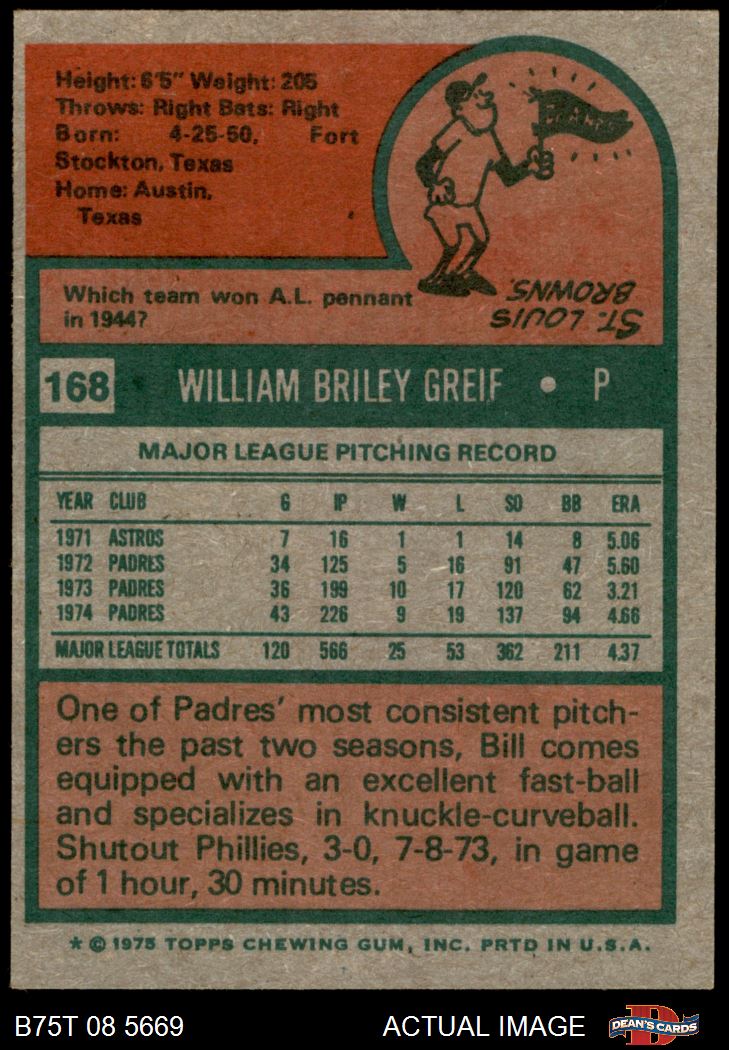 Height: 6'5" Weight: 205
Throws: Right Bats: Right
Born: 4-25-50, Fort
Stockton, Texas
Home: Austin,
Texas
Which team won A.L. pennant
in 1944?
ST. LOUIS
BROWNS.
168 WILLIAM BRILEY GREIF • P
MAJOR LEAGUE PITCHING RECORD
YEAR CLUB G IP W L SO BB ERA
1971 ASTROS 7 16 1 1 14 8 5.06
1972 PADRES 34 125 5 16 91 47 5.60
1973 PADRES 36 199 10 17 120 62 3.21
1974 PADRES 43 226 9 19 137 94 4.66
MAJOR LEAGUE TOTALS 120 566 25 53 362 211 4.37
One of Padres' most consistent pitch-
ers the past two seasons, Bill comes
equipped with an excellent fast-ball
and specializes in knuckle-curveball.
Shutout Phillies, 3-0, 7-8-73, in game
of 1 hour, 30 minutes.
* © 1975 TOPPS CHEWING GUM, INC. PRTD IN U.S.A.
B75T 08 5669 ACTUAL IMAGE DEAN'S CARDS